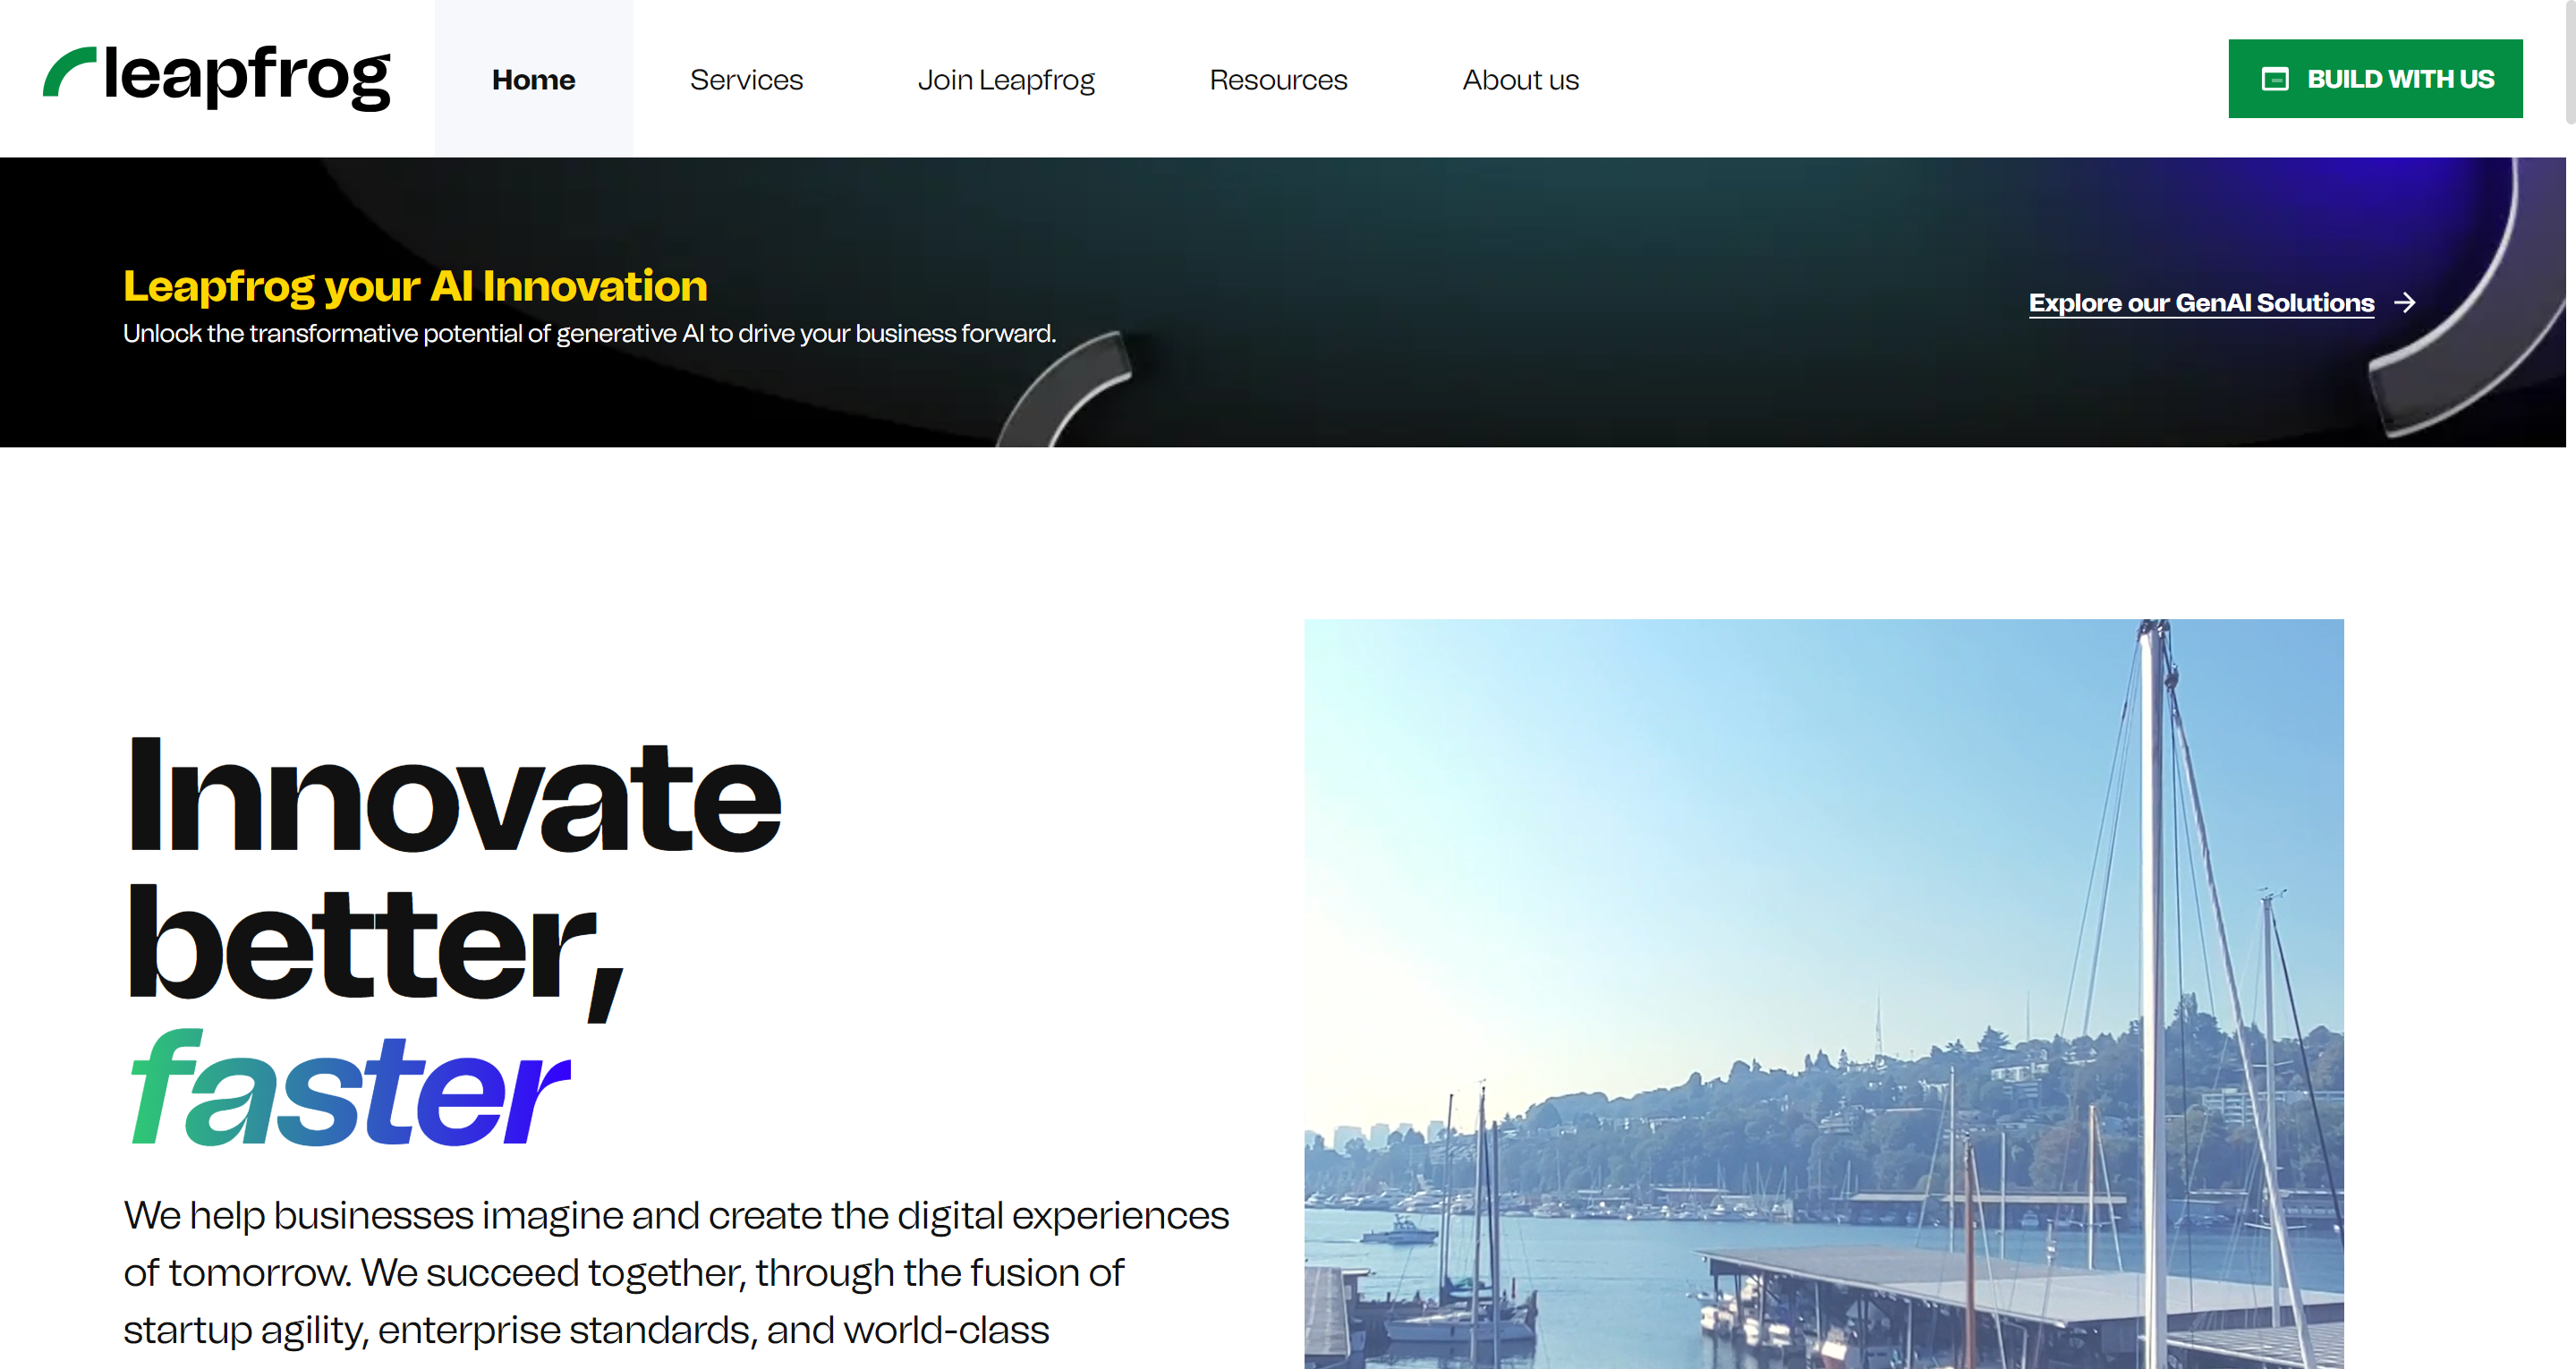 leapfrog
Home
Services
Join Leapfrog
Resources
About us
BUILD WITH US
Leapfrog your AI Innovation
Unlock the transformative potential of generative AI to drive your business forward.
Explore our GenAI Solutions
Innovate
better,
faster
We help businesses imagine and create the digital experiences
of tomorrow. We succeed together, through the fusion of
startup agility, enterprise standards, and world-class